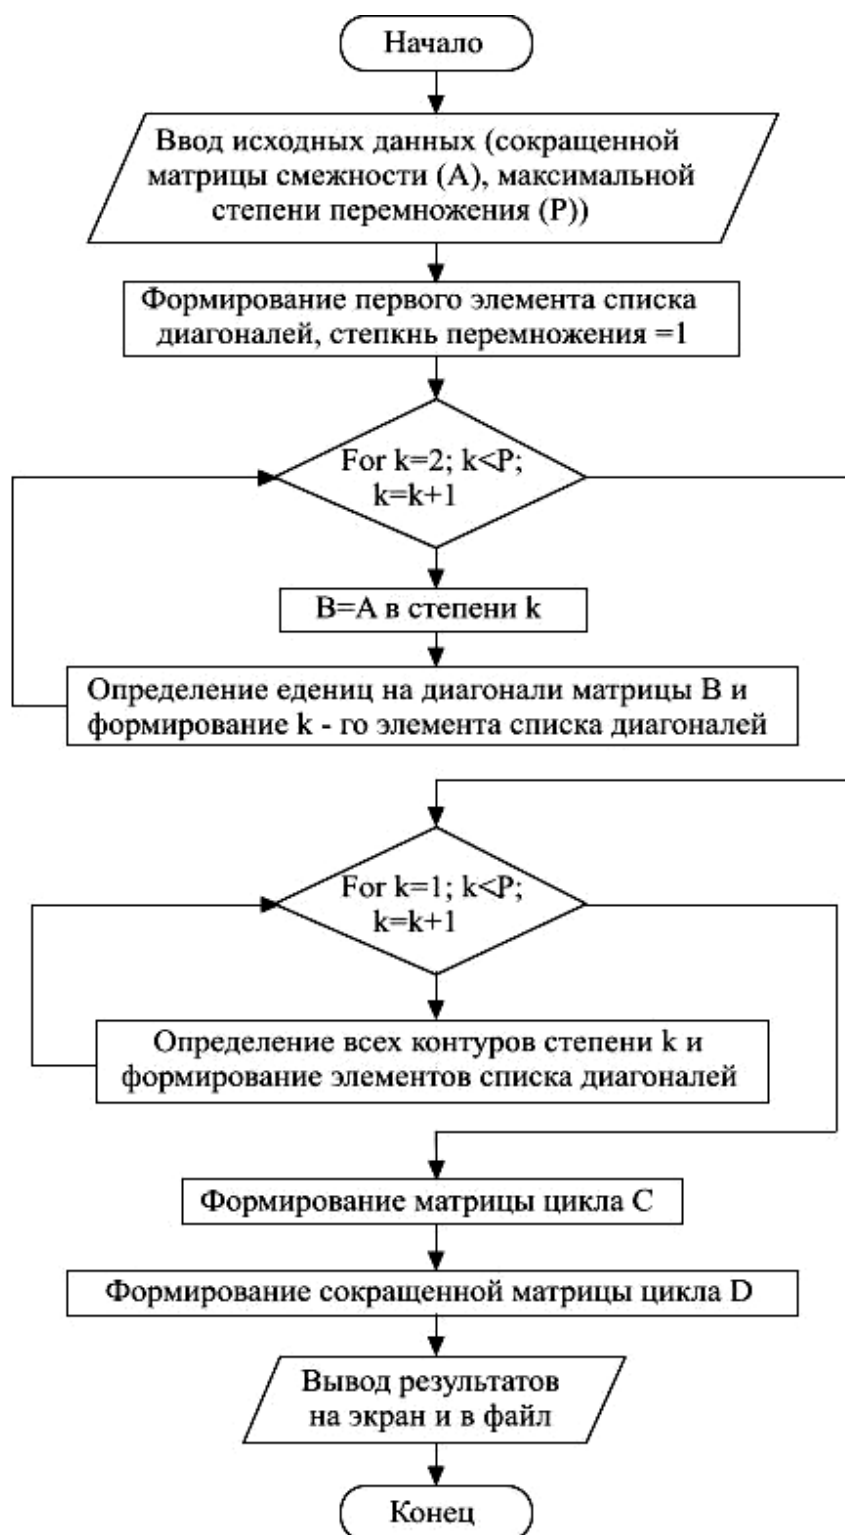 Начало
Ввод исходных данных (сокращенной
матрицы смежности (А), максимальной
степени перемножения (Р))
Формирование первого элемента списка
диагоналей, степкнь перемножения =1
For k=2; k<P;
k=k+1
B=A в степени k
Определение едениц на диагонали матрицы В и
формирование k - го элемента списка диагоналей
For k=1; k<P;
k=k+1
Определение всех контуров степени k и
формирование элементов списка диагоналей
Формирование матрицы цикла С
Формирование сокращенной матрицы цикла D
Вывод результатов
на экран и в файл
Конец